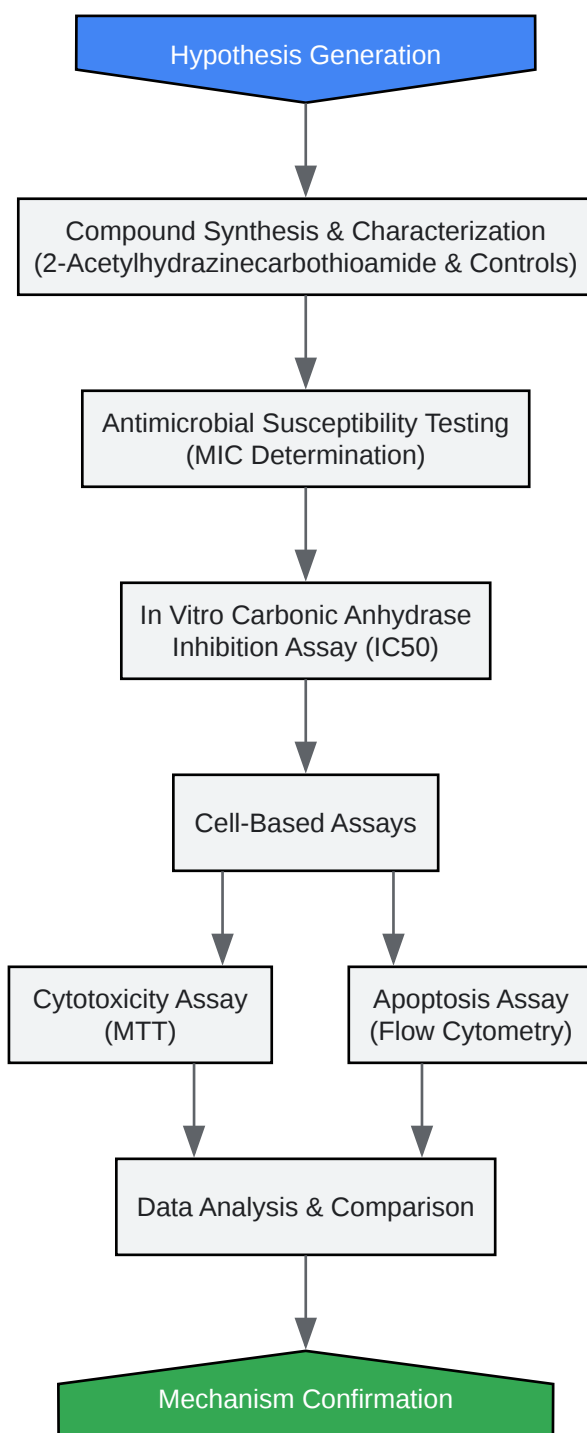 Hypothesis Generation
Compound Synthesis & Characterization
(2-Acetylhydrazinecarbothioamide & Controls)
Antimicrobial Susceptibility Testing
(MIC Determination)
In Vitro Carbonic Anhydrase
Inhibition Assay (IC50)
Cell-Based Assays
Cytotoxicity Assay
(MTT)
Apoptosis Assay
(Flow Cytometry)
Data Analysis & Comparison
Mechanism Confirmation